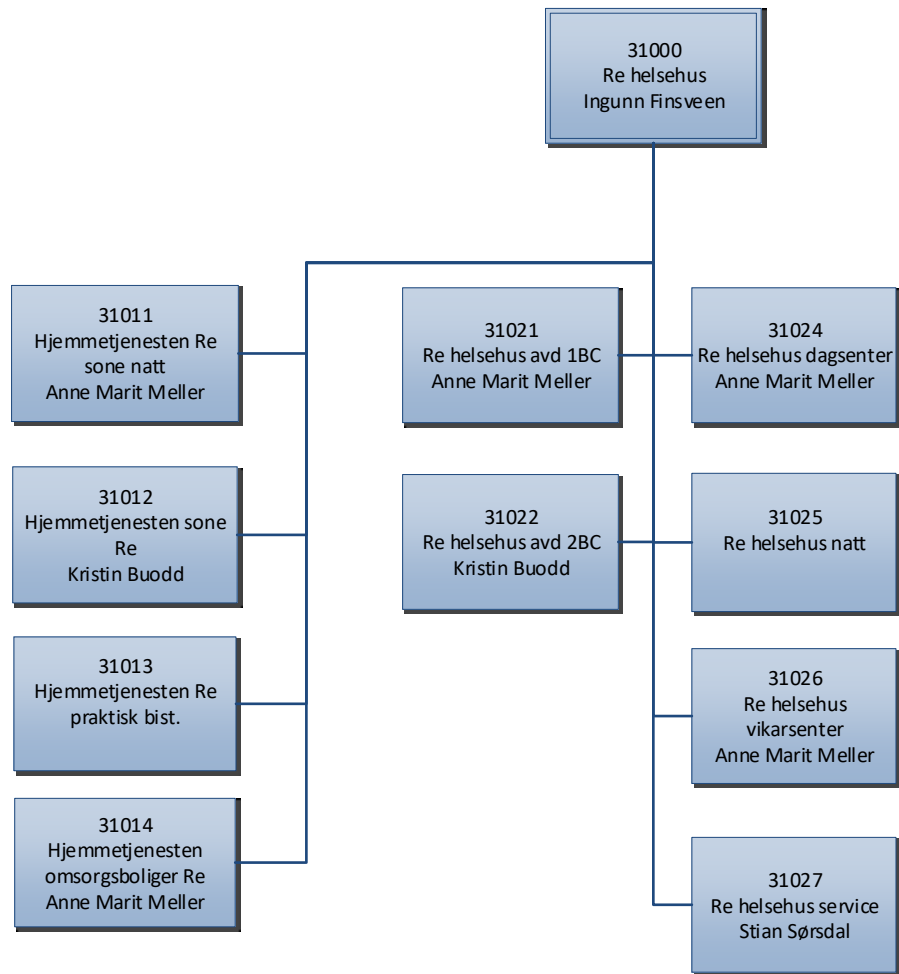 31000
Re helsehus
Ingunn Finsveen
31011
Hjemmetjenesten Re
sone natt
Anne Marit Meller
31012
Hjemmetjenesten sone
Re
Kristin Buodd
31013
Hjemmetjenesten Re
praktisk bist.
31014
Hjemmetjenesten
omsorgsboliger Re
Anne Marit Meller
31021
Re helsehus avd 1BC
Anne Marit Meller
31022
Re helsehus avd 2BC
Kristin Buodd
31024
Re helsehus dagsenter
Anne Marit Meller
31025
Re helsehus natt
31026
Re helsehus
vikarsenter
Anne Marit Meller
31027
Re helsehus service
Stian Sørsdal